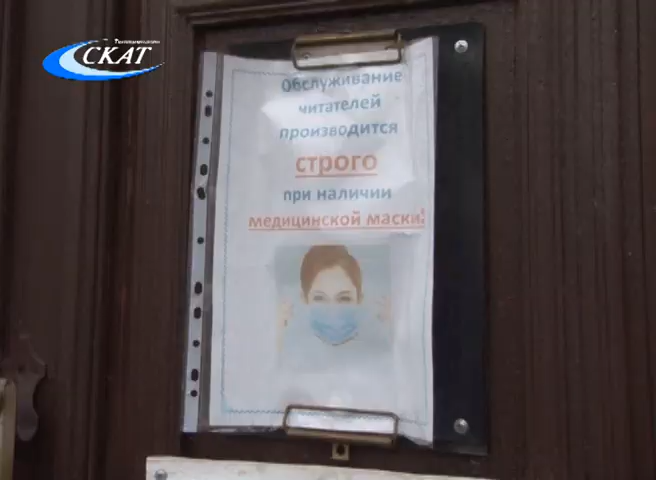 СКАТ
Обслуживание
читателей
производится
строго
при наличии
медицинской маски!